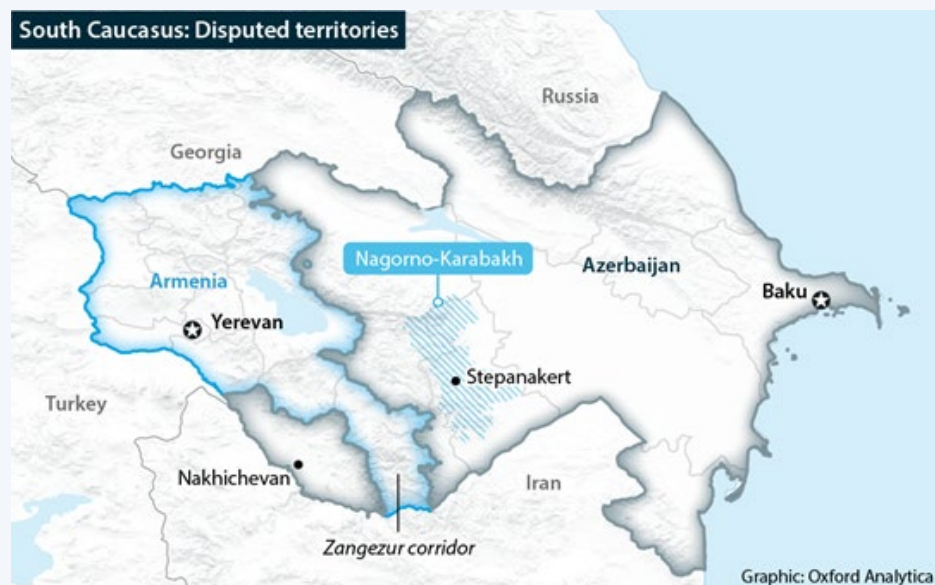 South Caucasus: Disputed territories
Russia
Georgia
Nagorno-Karabakh
Azerbaijan
Armenia
Baku
Yerevan
Stepanakert
Turkey
Nakhichevan
Iran
Zangezur corridor
Graphic: Oxford Analytica